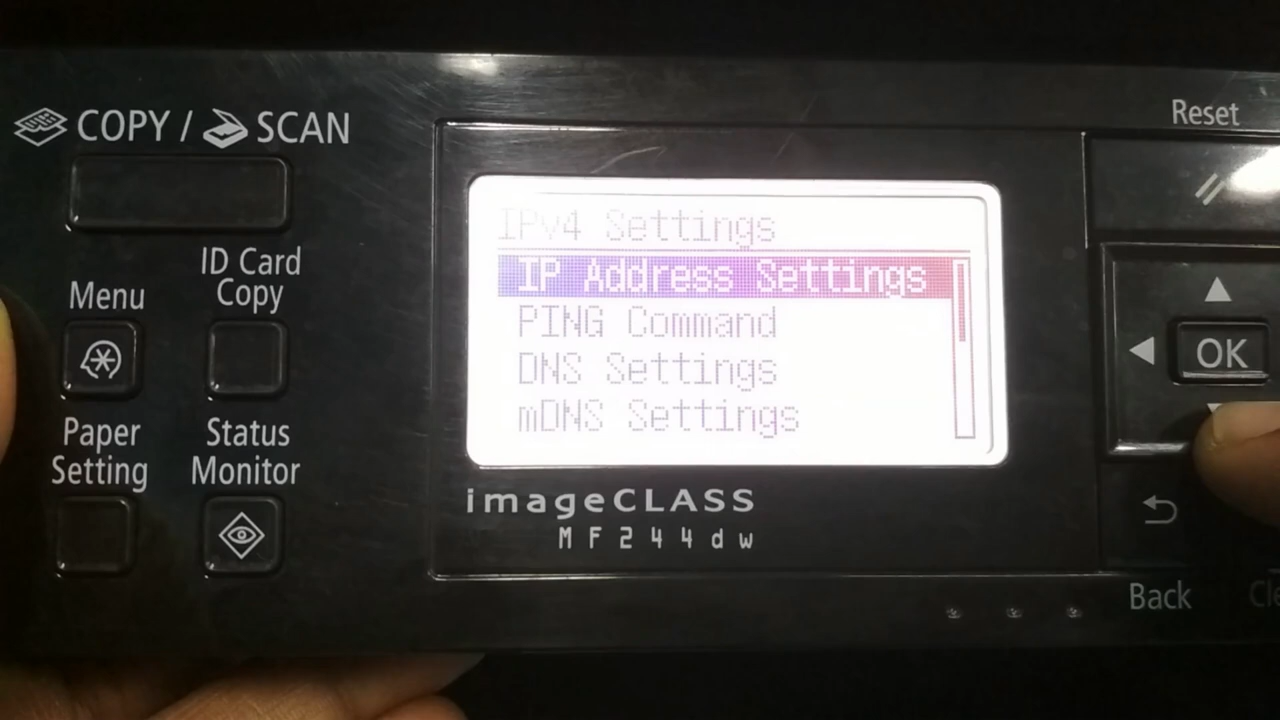 COPY / SCAN
Reset
IPv4 Settings
IP Address Settings
PING Command
DNS Settings
mDNS Settings
ID Card
Copy
Menu
OK
Paper
Setting
Status
Monitor
imageCLASS
MF244dw
Back